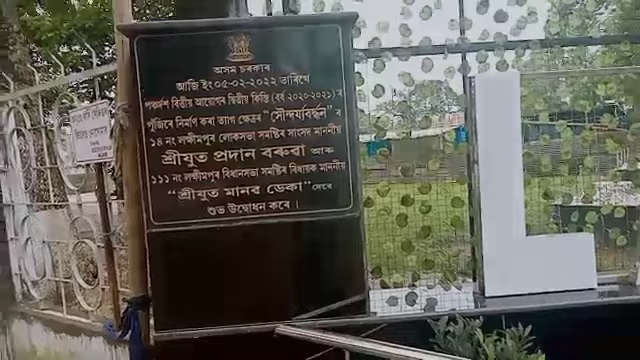 অসম চৰকাৰ
আজি ইং ০৫-০২-২০২২ তাৰিখে
পঞ্চদশ বিত্তীয় আয়োগৰ দ্বিতীয় কিস্তি (বৰ্ষ ২০২০-২০২১)ৰ
পুঁজিৰে নিৰ্মাণ কৰা ত্যাগ ক্ষেত্ৰৰ "সৌন্দৰ্য্যবৰ্দ্ধন"ৰ
১৪ নং লক্ষীমপুৰ লোকসভা সমষ্টিৰ সাংসদ মাননীয়
শ্ৰীযুত প্ৰদান বৰুৱা আৰু
১১১ নং লক্ষীমপুৰ বিধানসভা সমষ্টিৰ বিধায়ক মাননীয়
"শ্ৰীযুত মানৱ ডেকা" দেৱে
শুভ উদ্বোধন কৰে ।
L